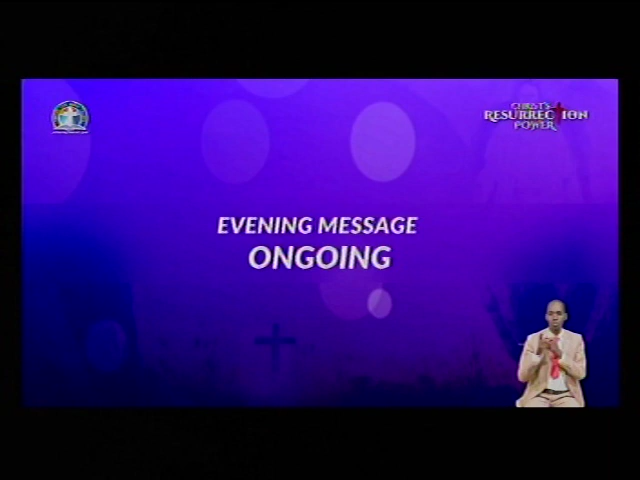 CHRIST'S
RESURRECTION
POWER
EVENING MESSAGE
ONGOING